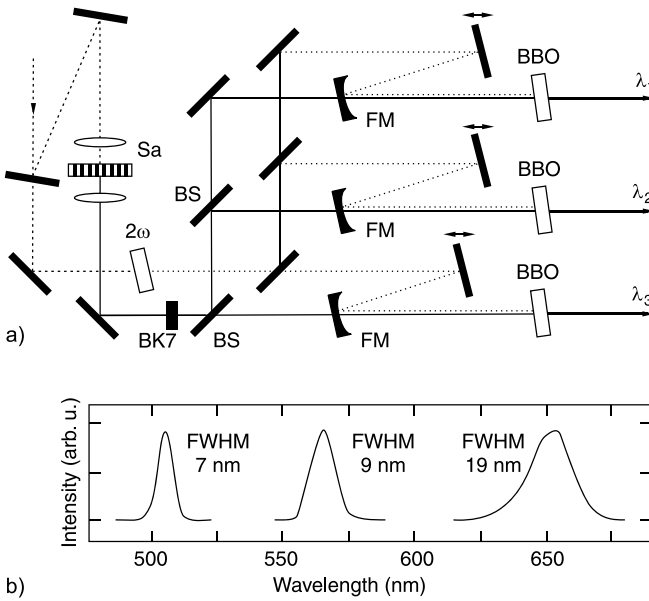 BBO
λ
Sa
FM
BBO
BS
λ2
2ω
FM
BBO
λ3
a)
BK7
BS
FM
Intensity (arb. u.)
FWHM
7 nm
FWHM
9 nm
FWHM
19 nm
500
550
600
650
b)
Wavelength (nm)